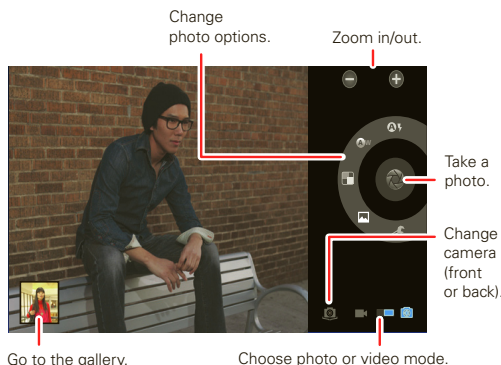 Change
photo options.
Zoom in/out.
Take a
photo.
Change
camera
(front
or back).
Go to the gallery.
Choose photo or video mode.